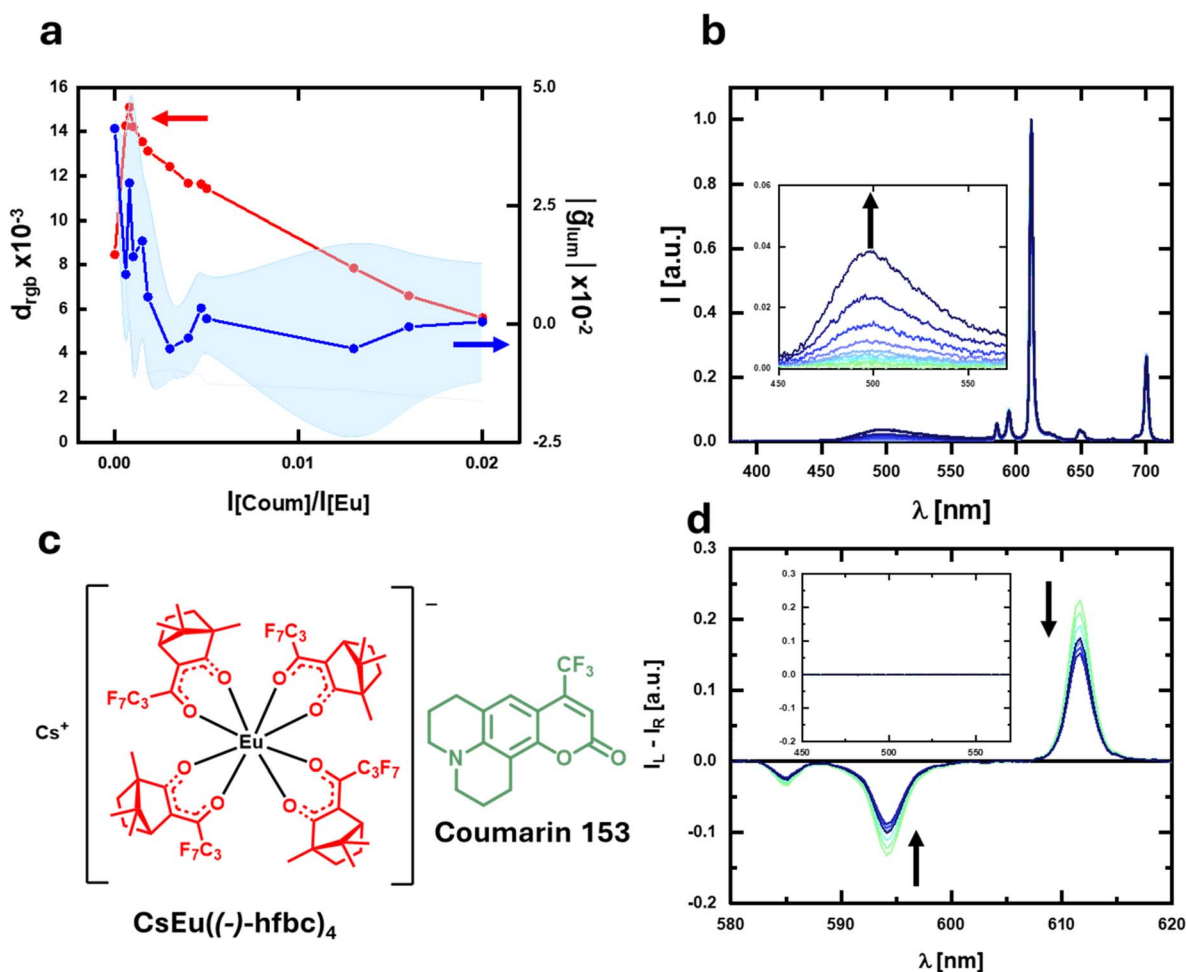 a
16
14
12
10
8
6
4
2
0
5.0
2.5
0.0
-2.5
d_rgb x10^-3
| g̃_lum | x10^-2
0.00
0.01
0.02
I[Coum]/I[Eu]
b
1.0
0.8
0.6
0.4
0.2
0.0
I [a.u.]
0.06
0.04
0.02
0.00
450
500
550
400
450
500
550
600
650
700
λ [nm]
c
Cs+
F7C3
F7C3
F7C3
C3F7
O
O
O
O
O
O
O
O
Eu
−
CF3
N
O
O
Coumarin 153
CsEu((-)-hfbc)4
d
0.3
0.2
0.1
0.0
-0.1
-0.2
I_L - I_R [a.u.]
0.3
0.2
0.1
0.0
-0.1
-0.2
450
500
550
580
590
600
610
620
λ [nm]